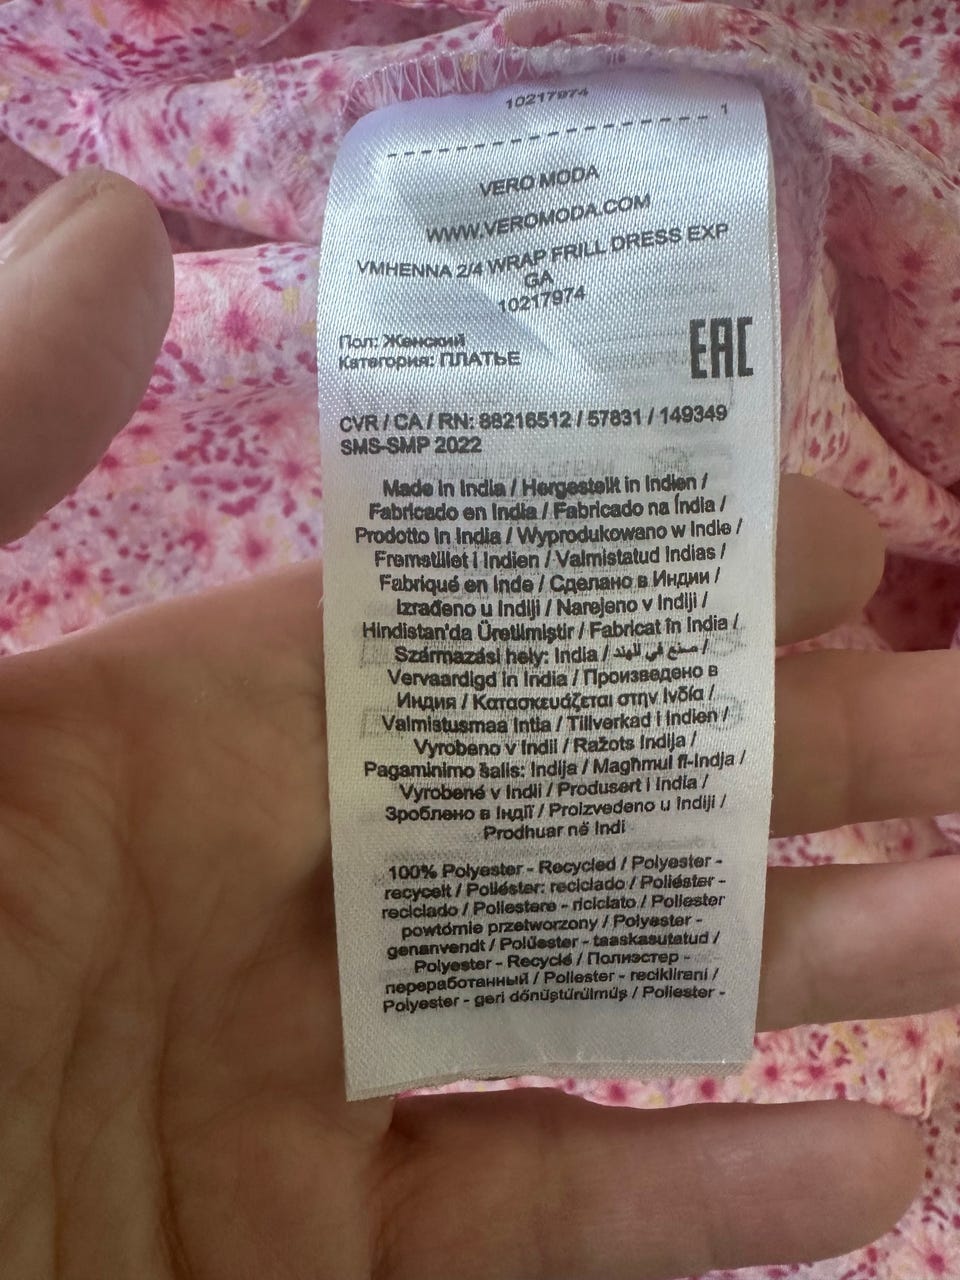 10217974
1
VERO MODA
WWW.VEROMODA.COM
VMHENNA 2/4 WRAP FRILL DRESS EXP
GA
10217974
Пол: Женский
Категория: ПЛАТЬЕ
EAC
CVR / CA / RN: 88216512 / 57831 / 149349
SMS-SMP 2022
Made in India / Hergestellt in Indien /
Fabricado en India / Fabricado na Índia /
Prodotto in India / Wyprodukowano w Indie /
Fremstillet i Indien / Valmistatud Indias /
Fabriqué en Inde / Сделано в Индии /
Izrađeno u Indiji / Narejeno v Indiji /
Hindistan'da Üretilmiştir / Fabricat în India /
Származási hely: India / صنع في الهند /
Vervaardigd in India / Произведено в
Индия / Κατασκευάζεται στην Ινδία /
Valmistusmaa Intia / Tillverkad i Indien /
Vyrobeno v Indii / Ražots Indija /
Pagaminimo šalis: Indija / Magħmul fl-Indja /
Vyrobené v Indii / Produsert i India /
Зроблено в Індії / Proizvedeno u Indiji /
Prodhuar në Indi
100% Polyester - Recycled / Polyester -
recycelt / Poliéster: reciclado / Poliéster -
reciclado / Poliestere - riciclato / Poliester
powtórnie przetworzony / Polyester -
genanvendt / Polüester - taaskasutatud /
Polyester - Recyclé / Полиэстер -
переработанный / Poliester - reciklirani /
Polyester - geri dönüştürülmüş / Poliester -